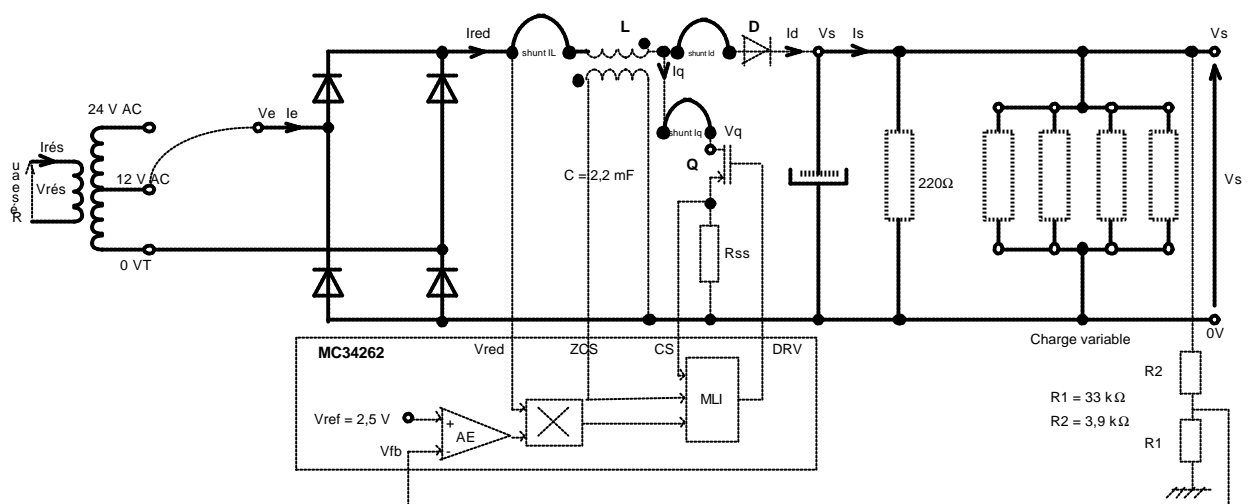 Ired
shunt IL
L
shunt Id
D
Id
Vs
Is
Vs
24 V AC
Ve
Ie
Iq
shunt Iq
Vq
Irés
Réseau
Vrés
12 V AC
C = 2,2 mF
Q
220Ω
Vs
Rss
0 VT
0V
MC34262
Vred
ZCS
CS
DRV
Charge variable
R2
MLI
R1 = 33 kΩ
Vref = 2,5 V
+
AE
R2 = 3,9 kΩ
Vfb
-
R1